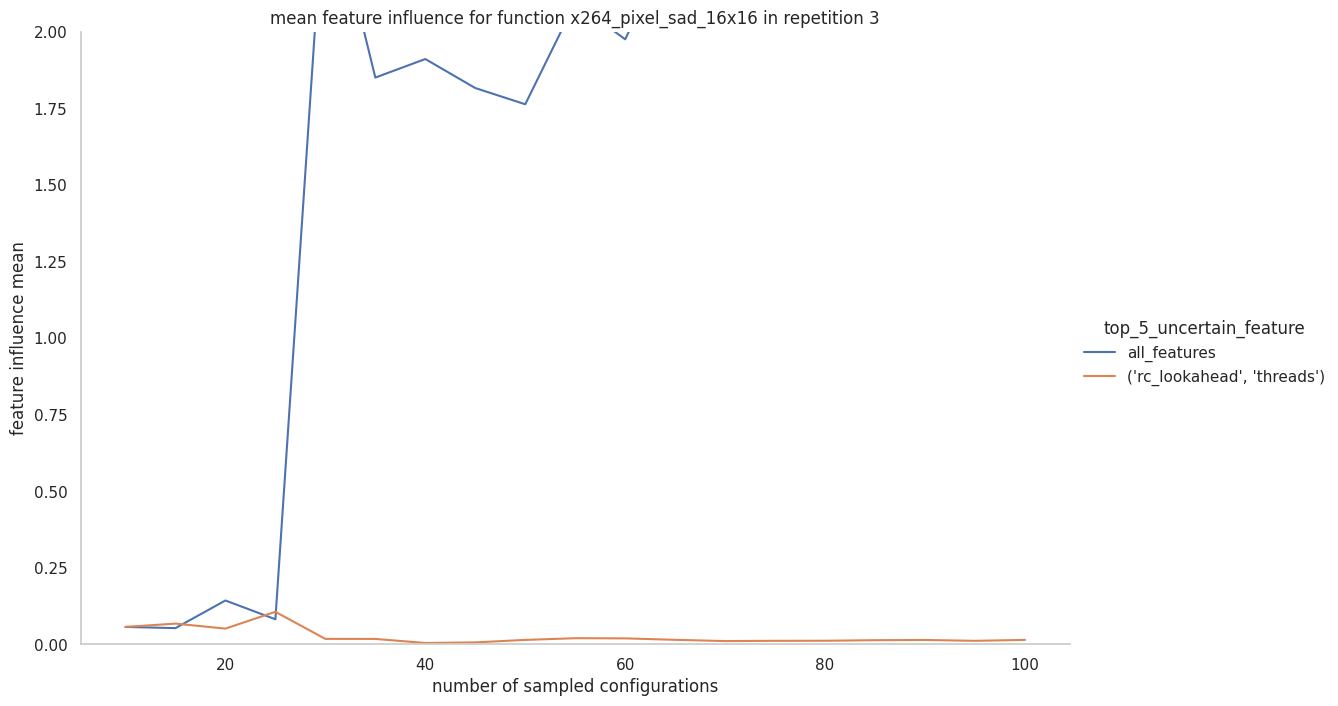 mean feature influence for function x264_pixel_sad_16x16 in repetition 3
2.00
1.75
1.50
1.25
1.00
0.75
0.50
0.25
0.00
feature influence mean
20
40
60
80
100
number of sampled configurations
top_5_uncertain_feature
all_features
('rc_lookahead', 'threads')